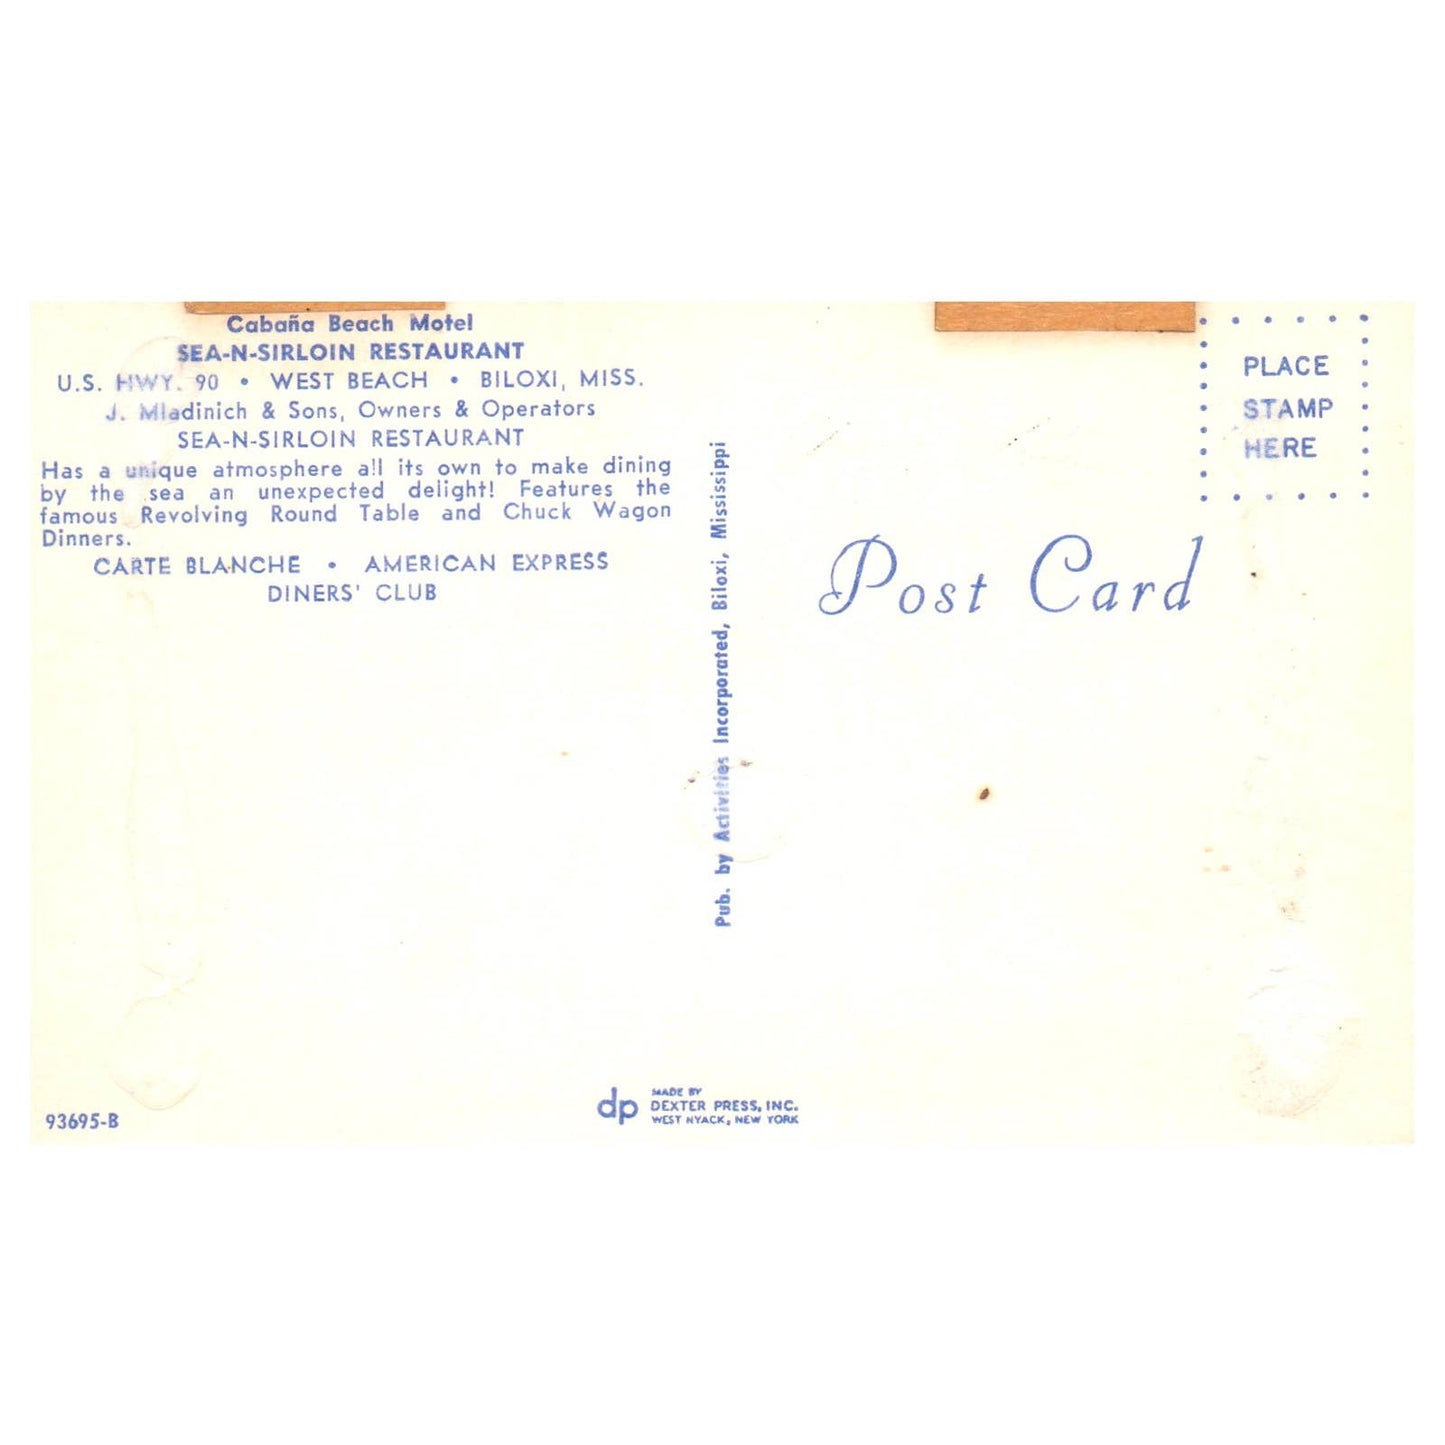 Cabaña Beach Motel
SEA-N-SIRLOIN RESTAURANT
U.S. HWY. 90 • WEST BEACH • BILOXI, MISS.
J. Mladinich & Sons, Owners & Operators
SEA-N-SIRLOIN RESTAURANT
Has a unique atmosphere all its own to make dining
by the sea an unexpected delight! Features the
famous Revolving Round Table and Chuck Wagon
Dinners.
CARTE BLANCHE • AMERICAN EXPRESS
DINERS' CLUB
93695-B
Pub. by Activities Incorporated, Biloxi, Mississippi
dp
MADE BY
DEXTER PRESS, INC.
WEST NYACK, NEW YORK
PLACE
STAMP
HERE
Post Card